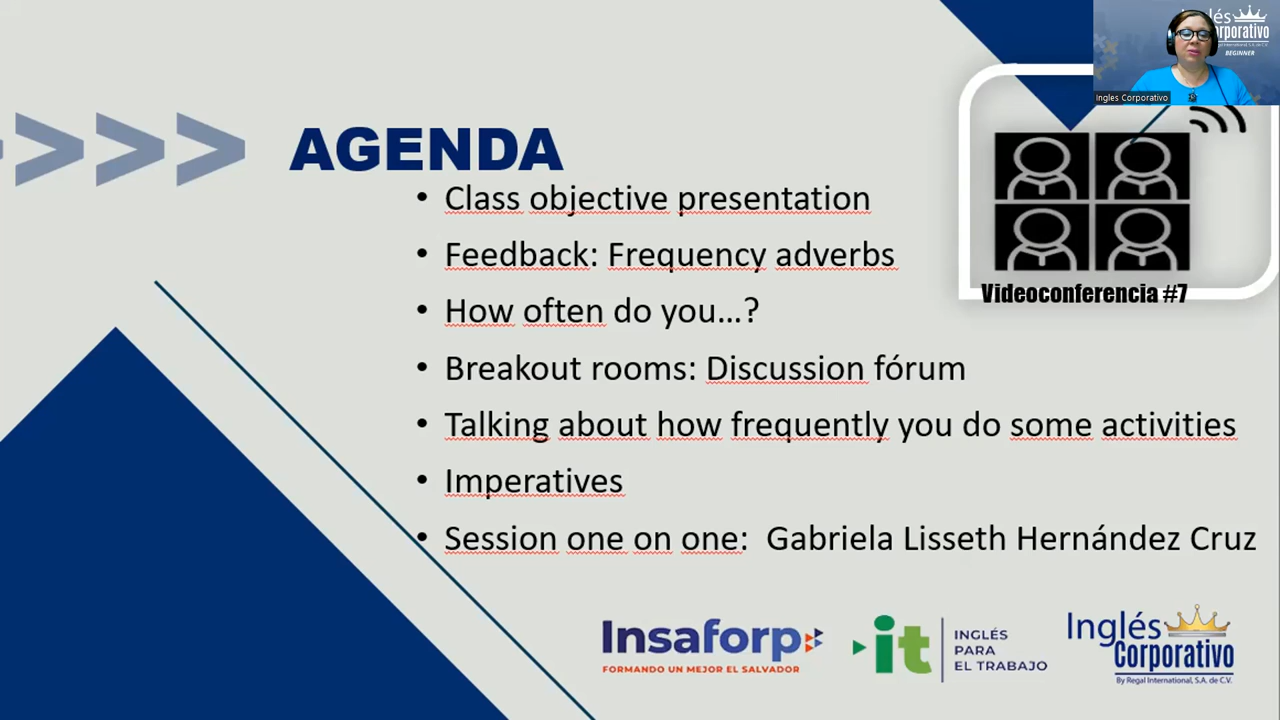 AGENDA
• Class objective presentation
• Feedback: Frequency adverbs
• How often do you...?
• Breakout rooms: Discussion fórum
• Talking about how frequently you do some activities
• Imperatives
• Session one on one: Gabriela Lisseth Hernández Cruz
BEGINNER
Ingles Corporativo
Videoconferencia #7
Insaforp
FORMANDO UN MEJOR EL SALVADOR
it
INGLÉS
PARA
EL TRABAJO
Inglés
Corporativo
By Regal International, S.A. de C.V.